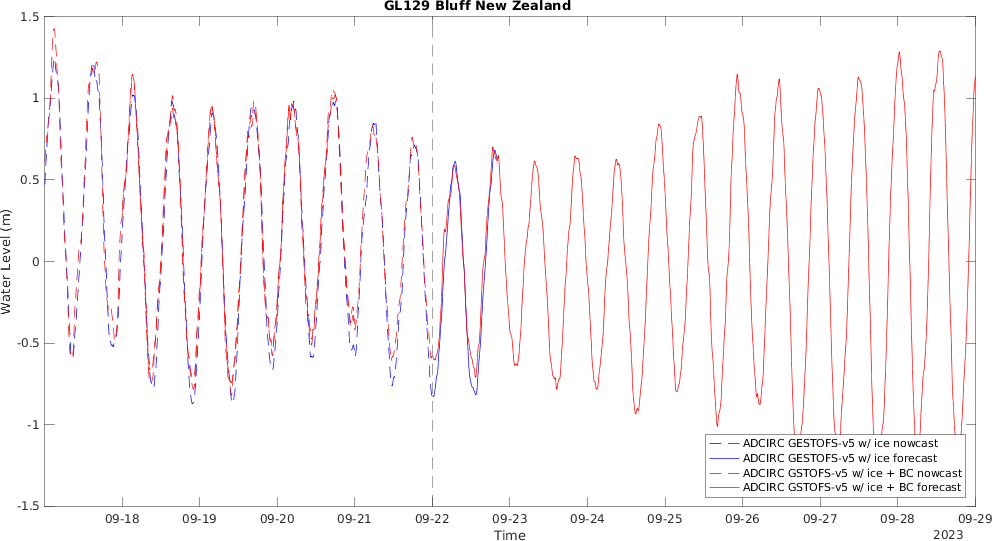 GL129 Bluff New Zealand
1.5
1
0.5
0
-0.5
-1
-1.5
Water Level (m)
ADCIRC GESTOFS-v5 w/ ice nowcast
ADCIRC GESTOFS-v5 w/ ice forecast
ADCIRC GSTOFS-v5 w/ ice + BC nowcast
ADCIRC GSTOFS-v5 w/ ice + BC forecast
09-18 09-19 09-20 09-21 09-22 09-23 09-24 09-25 09-26 09-27 09-28 09-29
Time
2023